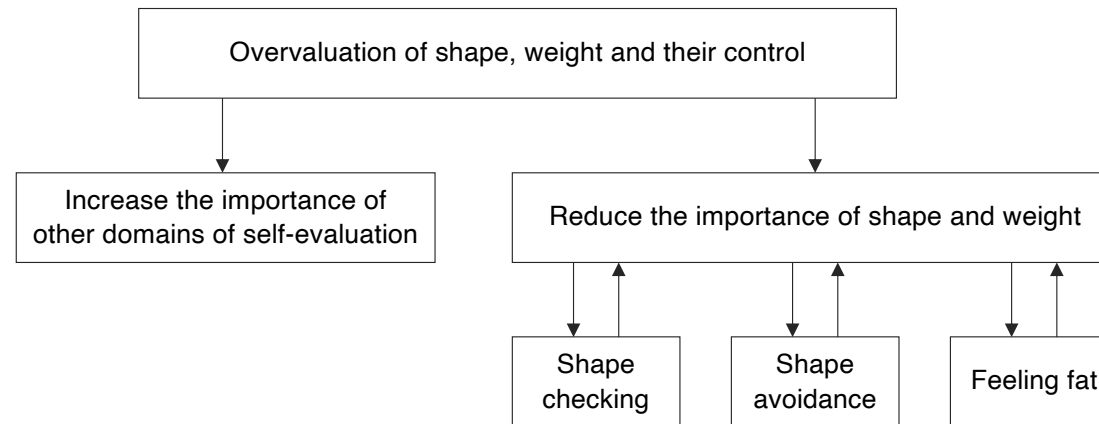 Overvaluation of shape, weight and their control
Increase the importance of
other domains of self-evaluation
Reduce the importance of shape and weight
Shape
checking
Shape
avoidance
Feeling fat